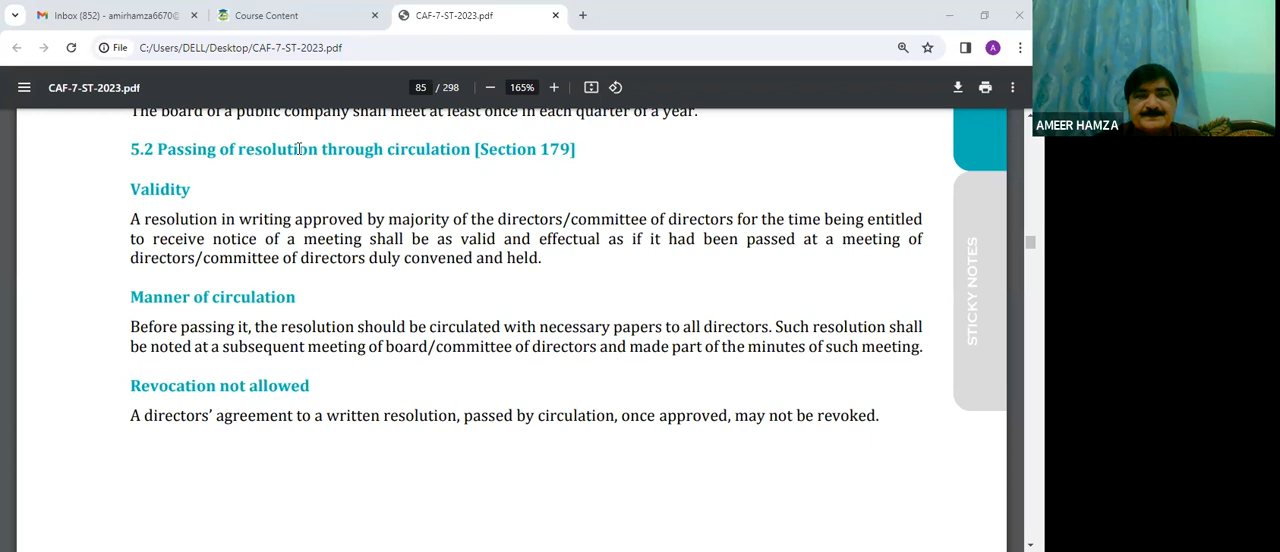 Inbox (852) - amirhamza6670@
Course Content
CAF-7-ST-2023.pdf
File
C:/Users/DELL/Desktop/CAF-7-ST-2023.pdf
A
CAF-7-ST-2023.pdf
85 / 298
165%
AMEER HAMZA
The board of a public company shall meet at least once in each quarter of a year.
5.2 Passing of resolution through circulation [Section 179]
Validity
A resolution in writing approved by majority of the directors/committee of directors for the time being entitled
to receive notice of a meeting shall be as valid and effectual as if it had been passed at a meeting of
directors/committee of directors duly convened and held.
Manner of circulation
Before passing it, the resolution should be circulated with necessary papers to all directors. Such resolution shall
be noted at a subsequent meeting of board/committee of directors and made part of the minutes of such meeting.
Revocation not allowed
A directors’ agreement to a written resolution, passed by circulation, once approved, may not be revoked.
STICKY NOTES